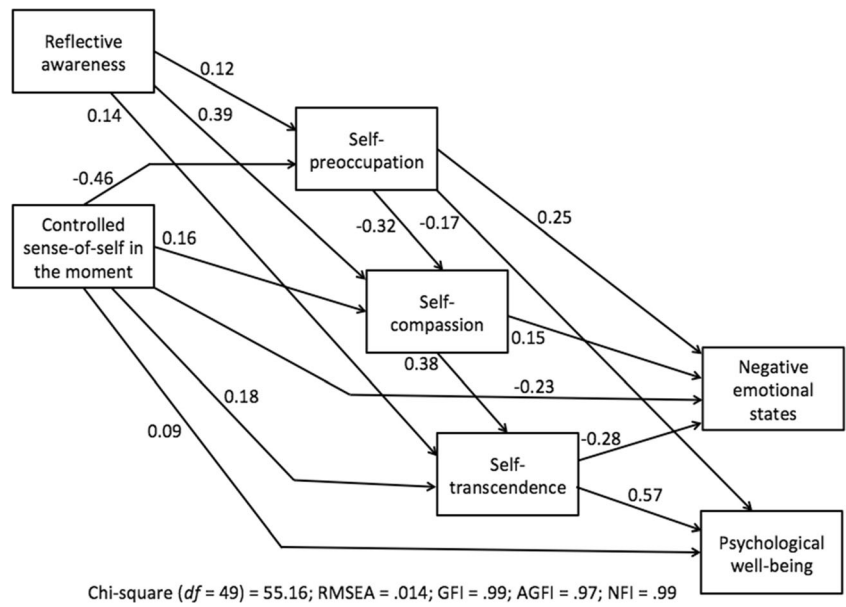 Reflective
awareness
0.12
0.14
0.39
Self-
preoccupation
-0.46
Controlled
sense-of-self in
the moment
0.16
-0.32
-0.17
0.25
Self-
compassion
0.15
0.38
Negative
emotional
states
-0.23
0.18
0.09
-0.28
Self-
transcendence
0.57
Psychological
well-being
Chi-square (df = 49) = 55.16; RMSEA = .014; GFI = .99; AGFI = .97; NFI = .99